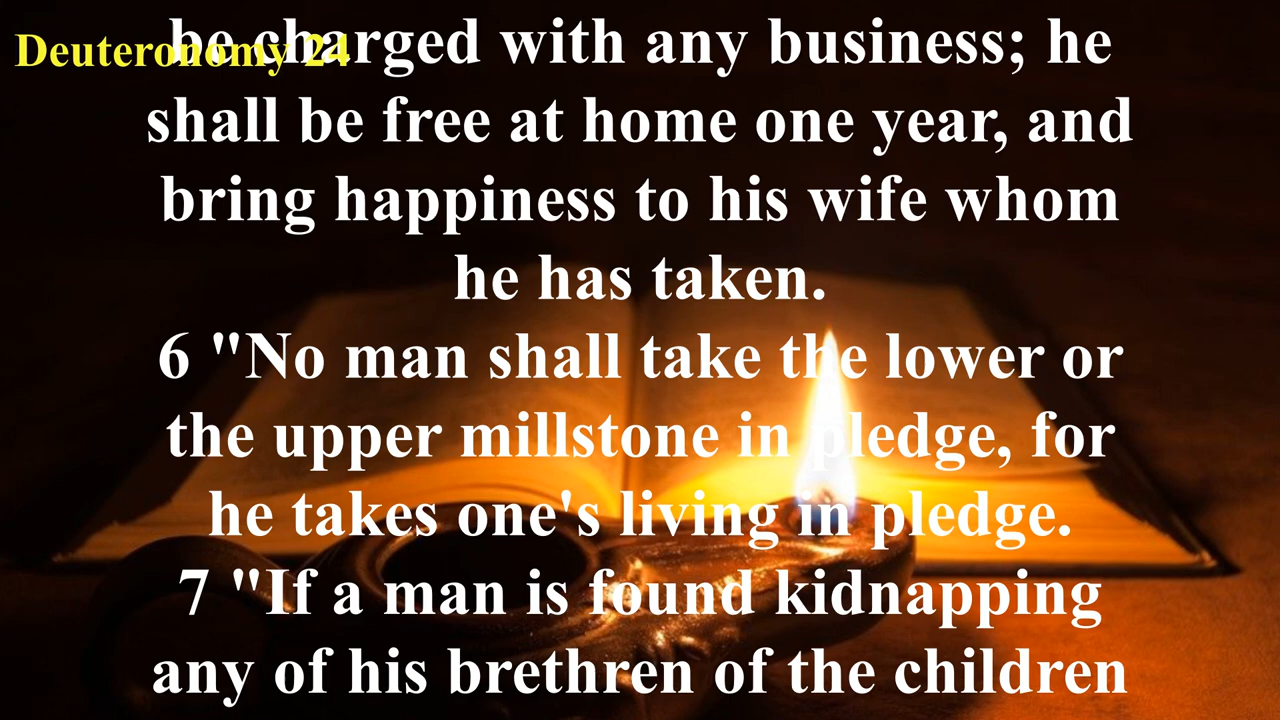 Deuteronomy 24
be charged with any business; he
shall be free at home one year, and
bring happiness to his wife whom
he has taken.
6 "No man shall take the lower or
the upper millstone in pledge, for
he takes one's living in pledge.
7 "If a man is found kidnapping
any of his brethren of the children